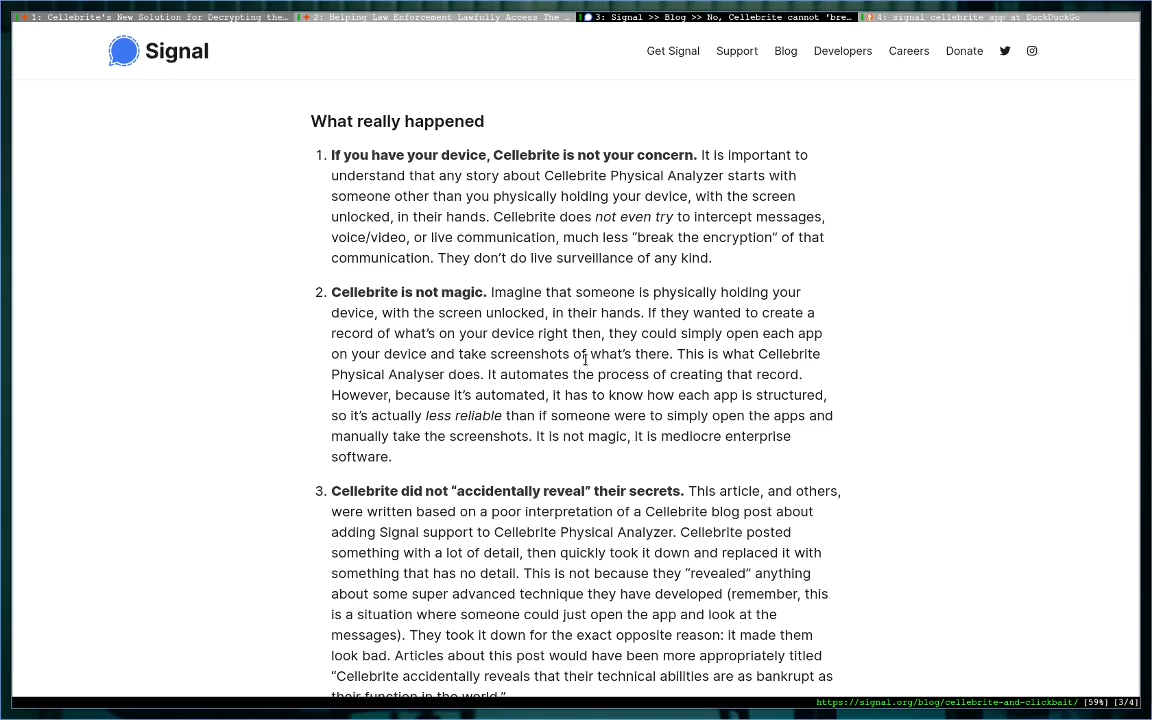 1: Cellebrite's New Solution for Decrypting the… 2: Helping Law Enforcement Lawfully Access The … 3: Signal >> Blog >> No, Cellebrite cannot 'bre… 4: signal cellebrite app at DuckDuckGo
Signal Get Signal Support Blog Developers Careers Donate
What really happened
1. If you have your device, Cellebrite is not your concern. It is important to
understand that any story about Cellebrite Physical Analyzer starts with
someone other than you physically holding your device, with the screen
unlocked, in their hands. Cellebrite does not even try to intercept messages,
voice/video, or live communication, much less “break the encryption” of that
communication. They don’t do live surveillance of any kind.
2. Cellebrite is not magic. Imagine that someone is physically holding your
device, with the screen unlocked, in their hands. If they wanted to create a
record of what’s on your device right then, they could simply open each app
on your device and take screenshots of what’s there. This is what Cellebrite
Physical Analyser does. It automates the process of creating that record.
However, because it’s automated, it has to know how each app is structured,
so it’s actually less reliable than if someone were to simply open the apps and
manually take the screenshots. It is not magic, it is mediocre enterprise
software.
3. Cellebrite did not “accidentally reveal” their secrets. This article, and others,
were written based on a poor interpretation of a Cellebrite blog post about
adding Signal support to Cellebrite Physical Analyzer. Cellebrite posted
something with a lot of detail, then quickly took it down and replaced it with
something that has no detail. This is not because they “revealed” anything
about some super advanced technique they have developed (remember, this
is a situation where someone could just open the app and look at the
messages). They took it down for the exact opposite reason: it made them
look bad. Articles about this post would have been more appropriately titled
“Cellebrite accidentally reveals that their technical abilities are as bankrupt as
their function in the world.”
https://signal.org/blog/cellebrite-and-clickbait/ [59%] [3/4]